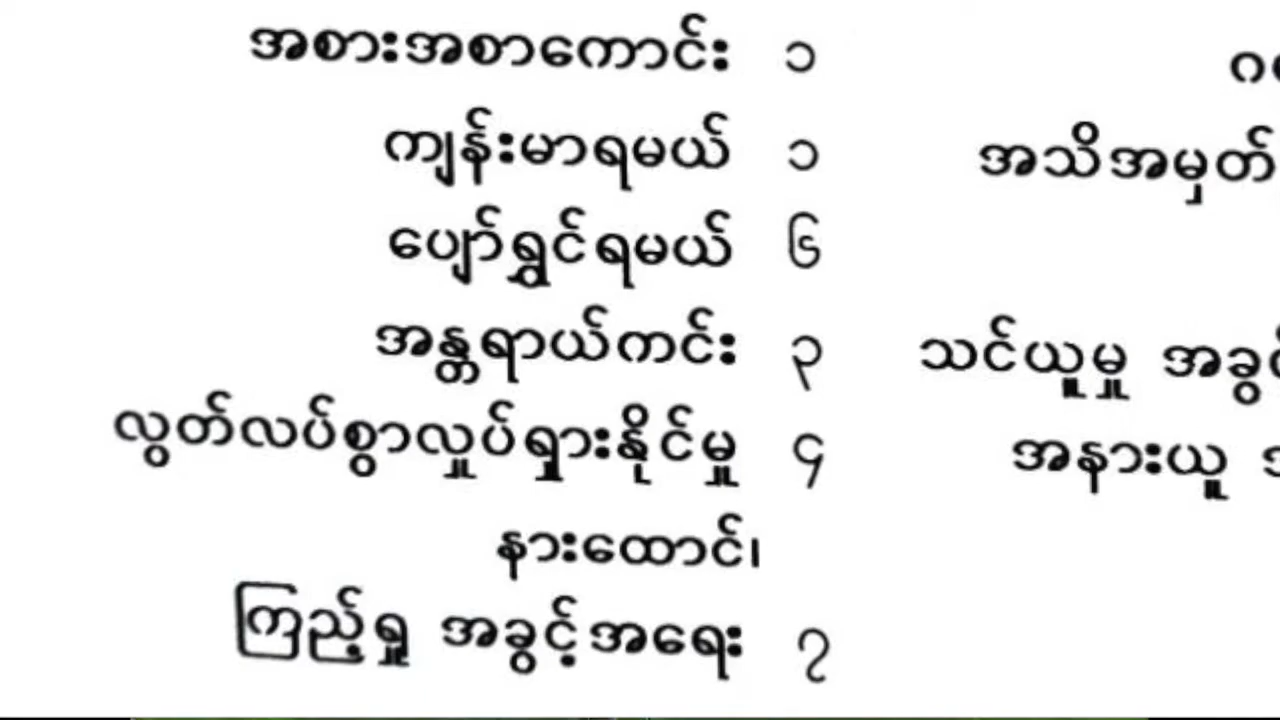 အစားအစာကောင်း ၁
ကျန်းမာရမယ် ၁
အသိအမှတ်
ပျော်ရွှင်ရမယ် ၆
အန္တရာယ်ကင်း ၃
သင်ယူမှု
လွတ်လပ်စွာလှုပ်ရှားနိုင်မှု ၄
အနားယူ
နားထောင်၊
ကြည့်ရှု အခွင့်အရေး ၇